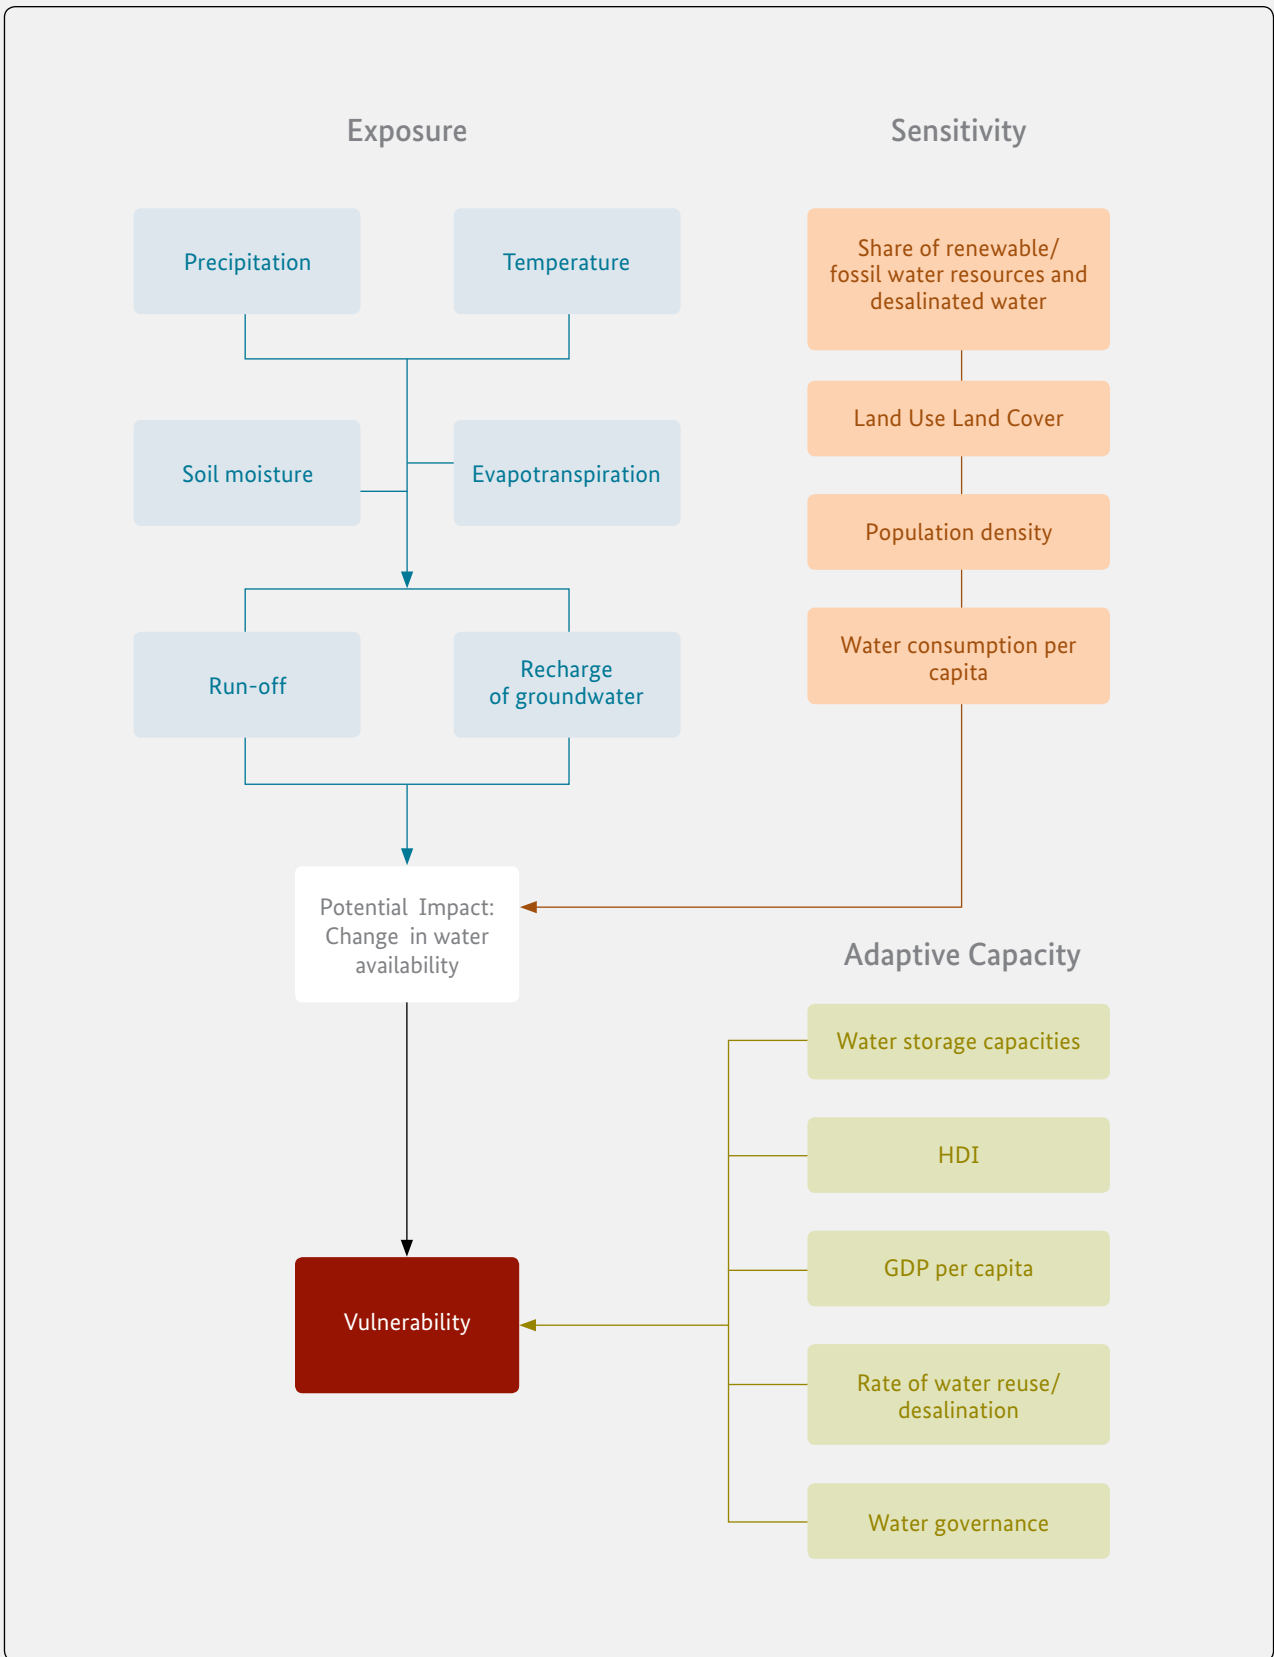 Exposure
Sensitivity
Precipitation
Temperature
Share of renewable/
fossil water resources and
desalinated water
Land Use Land Cover
Soil moisture
Evapotranspiration
Population density
Water consumption per
capita
Run-off
Recharge
of groundwater
Potential Impact:
Change in water
availability
Adaptive Capacity
Water storage capacities
HDI
GDP per capita
Vulnerability
Rate of water reuse/
desalination
Water governance